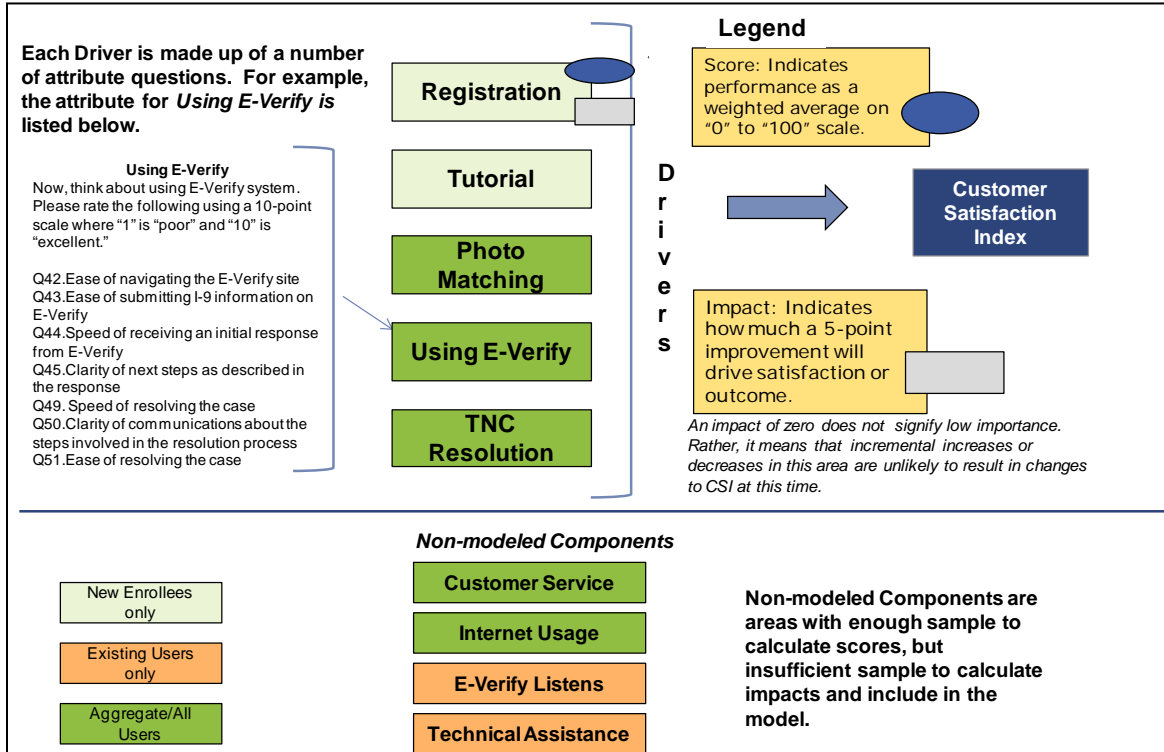 Each Driver is made up of a number
of attribute questions.  For example,
the attribute for Using E-Verify is
listed below.
Using E-Verify
Now, think about using E-Verify system.
Please rate the following using a 10-point
scale where “1” is “poor” and “10” is
“excellent.”
Q42.Ease of navigating the E-Verify site
Q43.Ease of submitting I-9 information on
E-Verify
Q44.Speed of receiving an initial response
from E-Verify
Q45.Clarity of next steps as described in
the response
Q49. Speed of resolving the case
Q50.Clarity of communications about the
steps involved in the resolution process
Q51.Ease of resolving the case
Registration
Tutorial
Photo
Matching
Using E-Verify
TNC
Resolution
D
r
i
v
e
r
s
Legend
Score: Indicates
performance as a
weighted average on
“0” to “100” scale.
Customer
Satisfaction
Index
Impact: Indicates
how much a 5-point
improvement will
drive satisfaction or
outcome.
An impact of zero does not signify low importance.
Rather, it means that incremental increases or
decreases in this area are unlikely to result in changes
to CSI at this time.
New Enrollees
only
Existing Users
only
Aggregate/All
Users
Non-modeled Components
Customer Service
Internet Usage
E-Verify Listens
Technical Assistance
Non-modeled Components are
areas with enough sample to
calculate scores, but
insufficient sample to calculate
impacts and include in the
model.